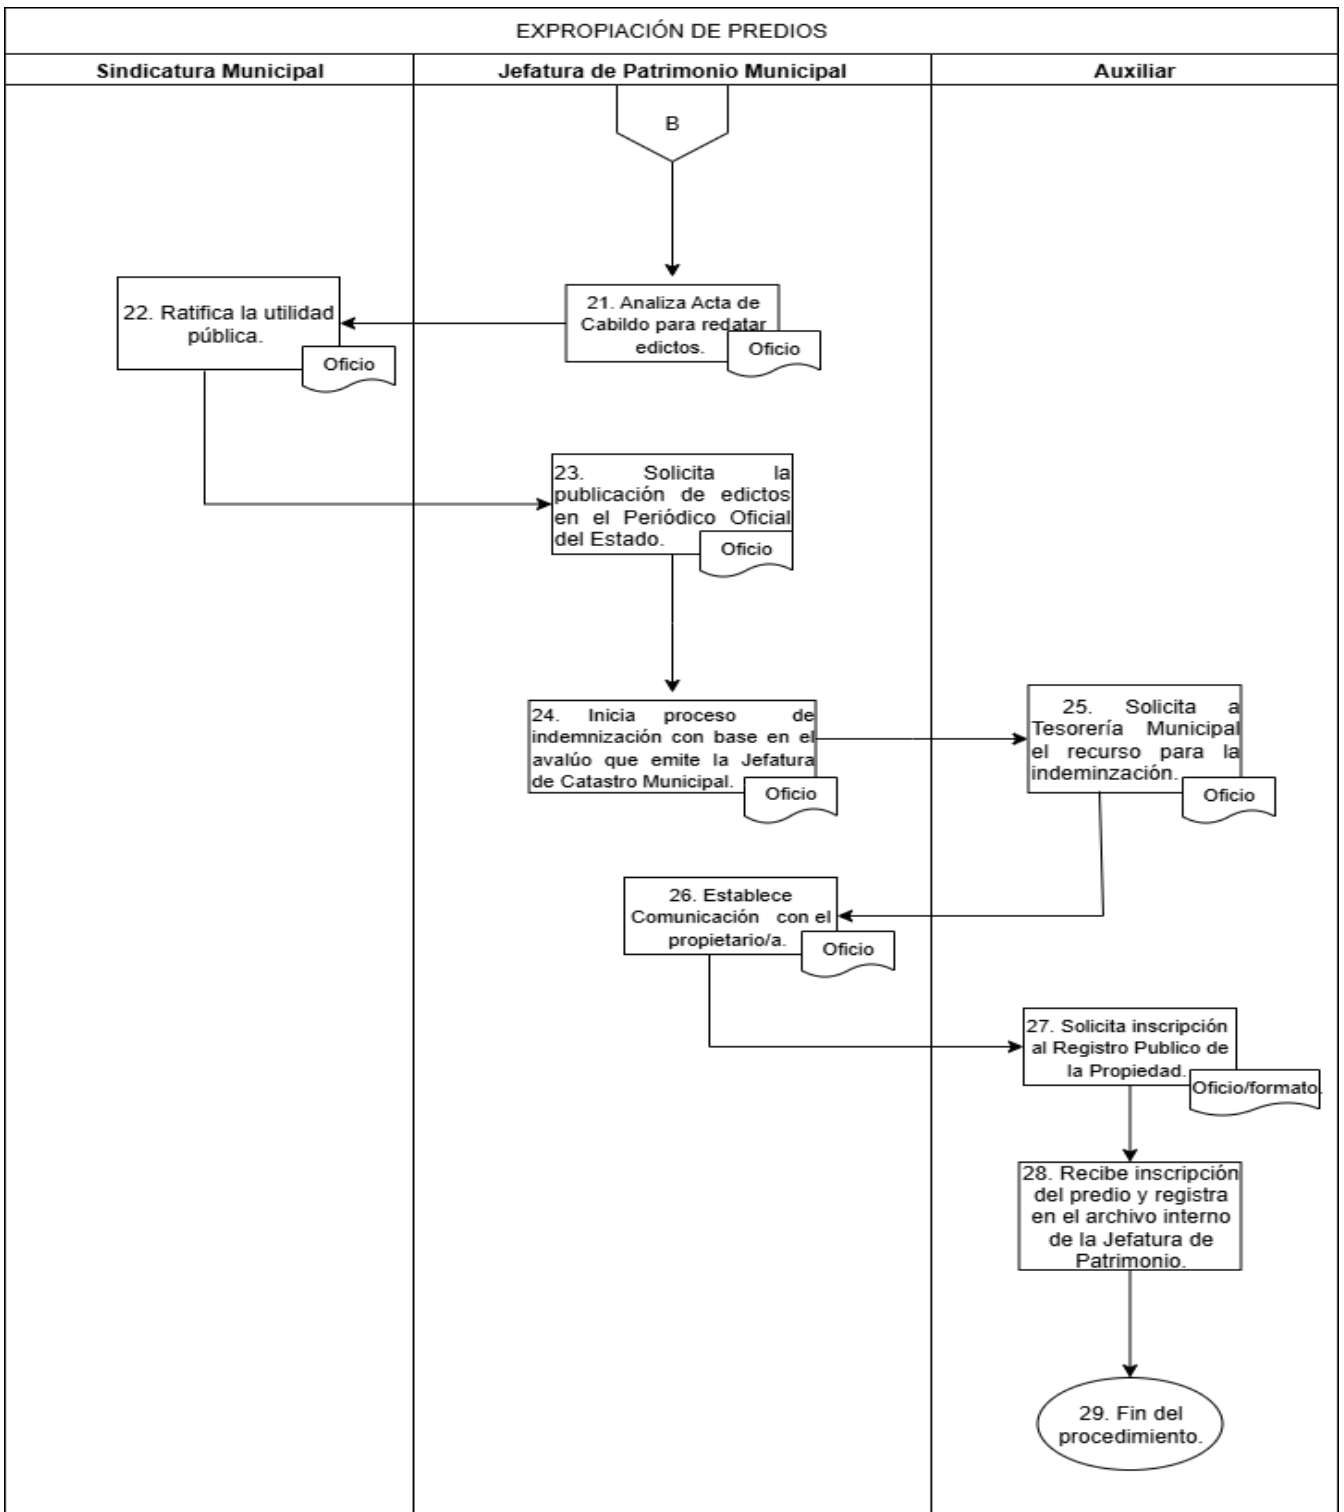 EXPROPIACIÓN DE PREDIOS
Sindicatura Municipal
Jefatura de Patrimonio Municipal
Auxiliar
B
21. Analiza Acta de
Cabildo para redatar
edictos.
Oficio
22. Ratifica la utilidad
pública.
Oficio
23. Solicita la
publicación de edictos
en el Periódico Oficial
del Estado.
Oficio
24. Inicia proceso de
indemnización con base en el
avalúo que emite la Jefatura
de Catastro Municipal.
Oficio
25. Solicita a
Tesorería Municipal
el recurso para la
indeminzación.
Oficio
26. Establece
Comunicación con el
propietario/a.
Oficio
27. Solicita inscripción
al Registro Publico de
la Propiedad.
Oficio/formato.
28. Recibe inscripción
del predio y registra
en el archivo interno
de la Jefatura de
Patrimonio.
29. Fin del
procedimiento.